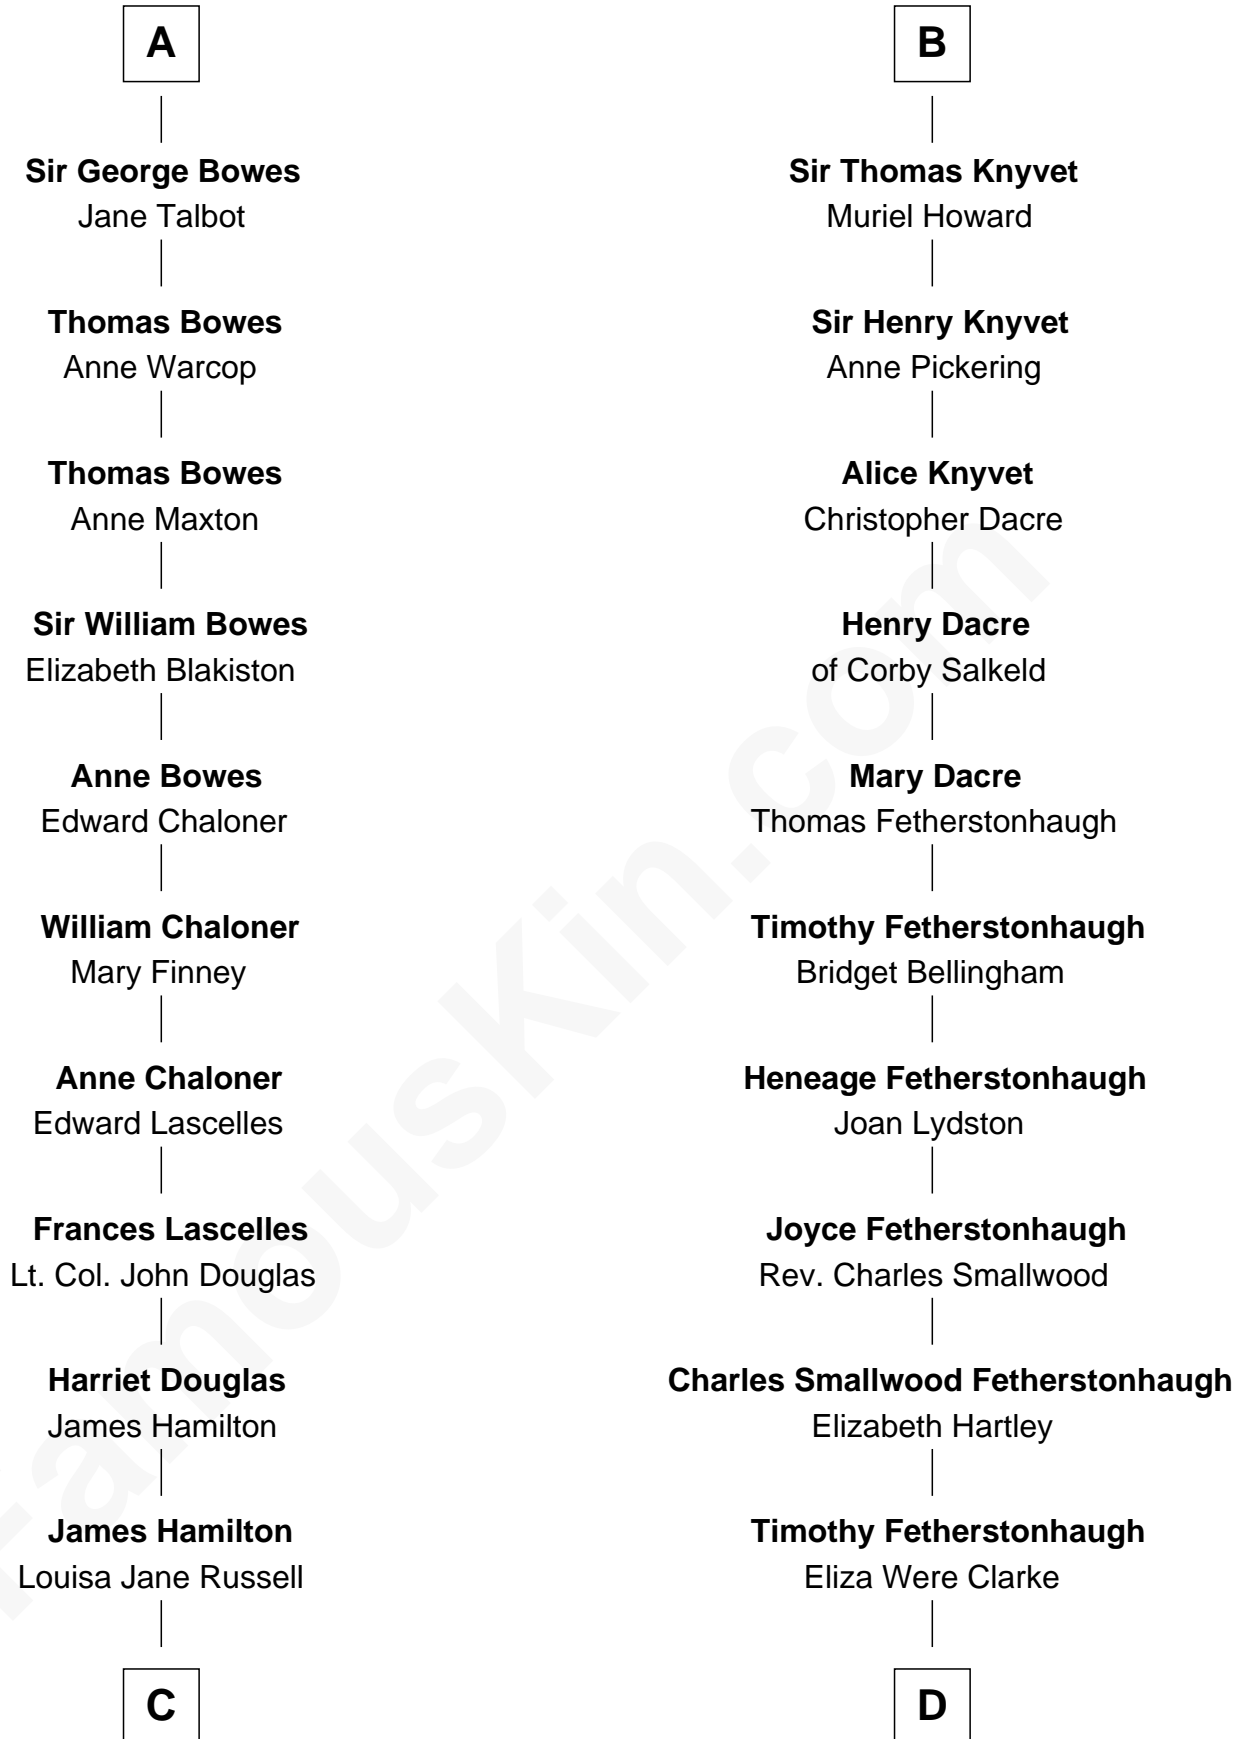 A
Sir George Bowes
Jane Talbot
Thomas Bowes
Anne Warcop
Thomas Bowes
Anne Maxton
Sir William Bowes
Elizabeth Blakiston
Anne Bowes
Edward Chaloner
William Chaloner
Mary Finney
Anne Chaloner
Edward Lascelles
Frances Lascelles
Lt. Col. John Douglas
Harriet Douglas
James Hamilton
James Hamilton
Louisa Jane Russell
C
B
Sir Thomas Knyvet
Muriel Howard
Sir Henry Knyvet
Anne Pickering
Alice Knyvet
Christopher Dacre
Henry Dacre
of Corby Salkeld
Mary Dacre
Thomas Fetherstonhaugh
Timothy Fetherstonhaugh
Bridget Bellingham
Heneage Fetherstonhaugh
Joan Lydston
Joyce Fetherstonhaugh
Rev. Charles Smallwood
Charles Smallwood Fetherstonhaugh
Elizabeth Hartley
Timothy Fetherstonhaugh
Eliza Were Clarke
D
FamousKin.com